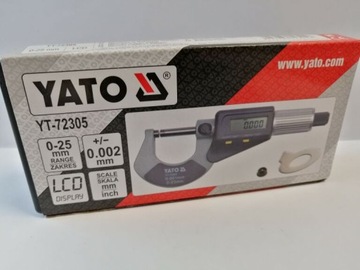 YATO ®
YT-72305
www.yato.com
0-25
mm
RANGE
ZAKRES
+/-
0.002
mm
LCD
DISPLAY
SCALE
SKALA
mm
inch
0.000
YATO